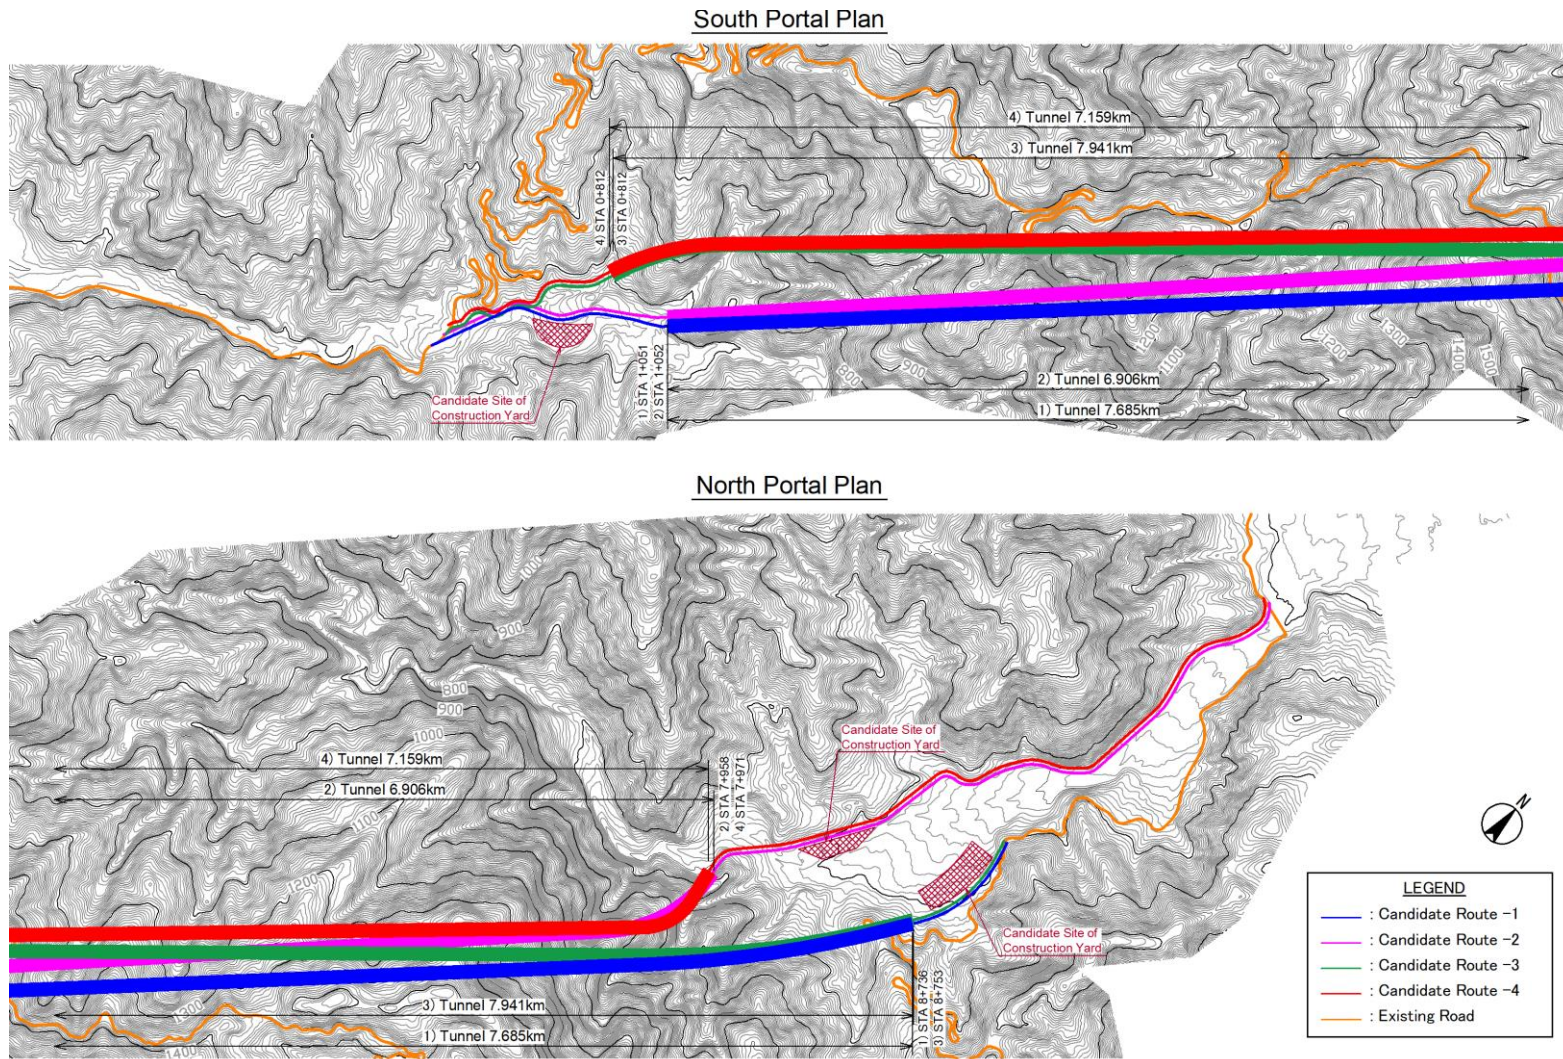 South Portal Plan
4) Tunnel 7.159km
3) Tunnel 7.941km
4) STA 0+812
3) STA 0+812
1) STA 1+051
2) STA 1+052
800
900
1100
1200
1200
1300
1400
1500
2) Tunnel 6.906km
1) Tunnel 7.685km
Candidate Site of
Construction Yard
North Portal Plan
1000
900
800
900
1000
1100
1200
1300
1400
4) Tunnel 7.159km
2) Tunnel 6.906km
2) STA 7+958
4) STA 7+971
Candidate Site of
Construction Yard
Candidate Site of
Construction Yard
3) Tunnel 7.941km
1) Tunnel 7.685km
1) STA 8+736
3) STA 8+753
N
LEGEND
: Candidate Route -1
: Candidate Route -2
: Candidate Route -3
: Candidate Route -4
: Existing Road